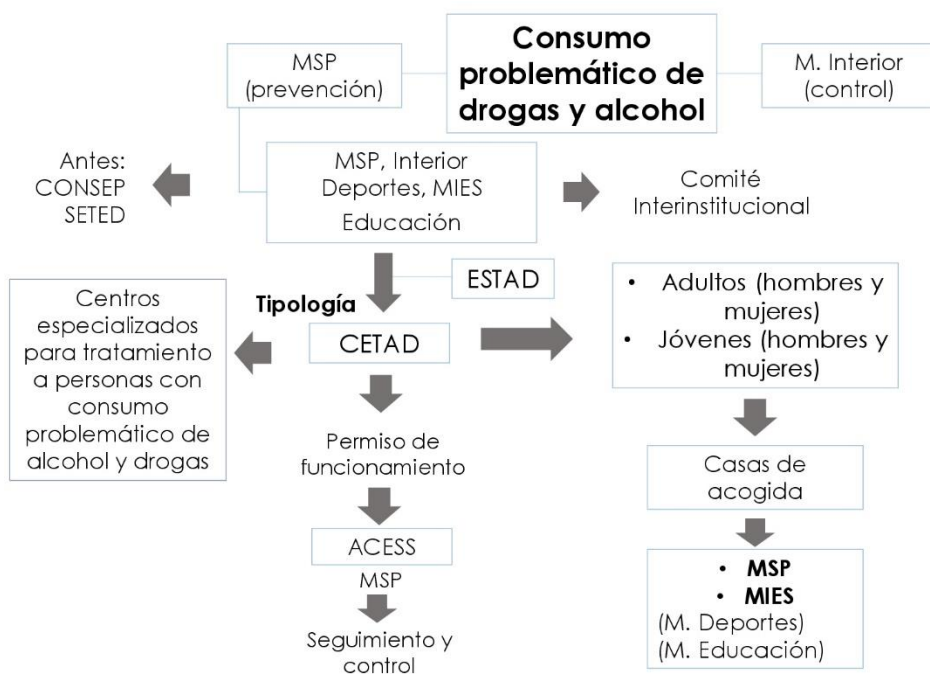 Consumo
problemático de
drogas y alcohol
MSP
(prevención)
M. Interior
(control)
Antes:
CONSEP
SETED
MSP, Interior
Deportes, MIES
Educación
Comité
Interinstitucional
ESTAD
Tipología
CETAD
Centros
especializados
para tratamiento
a personas con
consumo
problemático de
alcohol y drogas
• Adultos (hombres y
mujeres)
• Jóvenes (hombres y
mujeres)
Permiso de
funcionamiento
Casas de
acogida
ACESS
MSP
• MSP
• MIES
(M. Deportes)
(M. Educación)
Seguimiento y
control